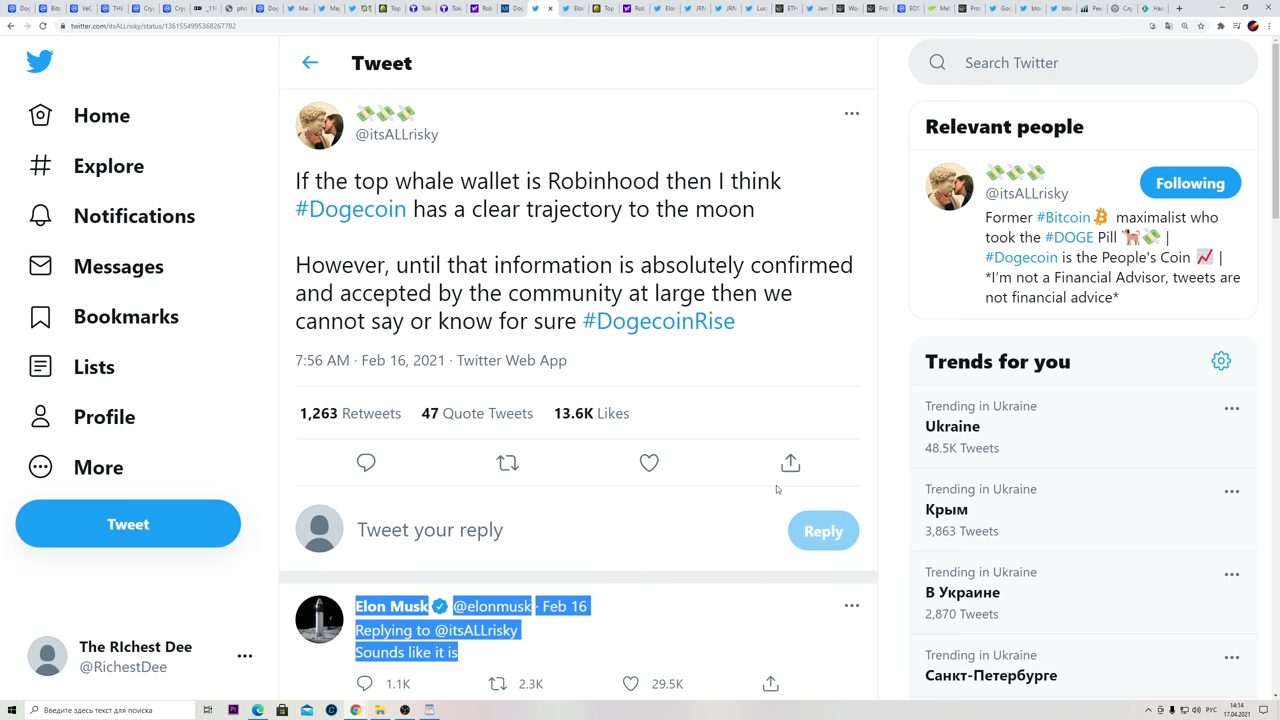 twitter.com/itsALLrisky/status/1361554995368267782
Tweet
Search Twitter
Home
Explore
Notifications
Messages
Bookmarks
Lists
Profile
More
Tweet
The RIchest Dee
@RichestDee
@itsALLrisky
If the top whale wallet is Robinhood then I think
#Dogecoin has a clear trajectory to the moon
However, until that information is absolutely confirmed
and accepted by the community at large then we
cannot say or know for sure #DogecoinRise
7:56 AM · Feb 16, 2021 · Twitter Web App
1,263 Retweets 47 Quote Tweets 13.6K Likes
Tweet your reply
Reply
Elon Musk @elonmusk · Feb 16
Replying to @itsALLrisky
Sounds like it is
1.1K 2.3K 29.5K
Relevant people
@itsALLrisky
Following
Former #Bitcoin maximalist who
took the #DOGE Pill |
#Dogecoin is the People's Coin |
*I'm not a Financial Advisor, tweets are
not financial advice*
Trends for you
Trending in Ukraine
Ukraine
48.5K Tweets
Trending in Ukraine
Крым
3,863 Tweets
Trending in Ukraine
В Украине
2,870 Tweets
Trending in Ukraine
Санкт-Петербурге
Введите здесь текст для поиска
РУС
14:14
17.04.2021